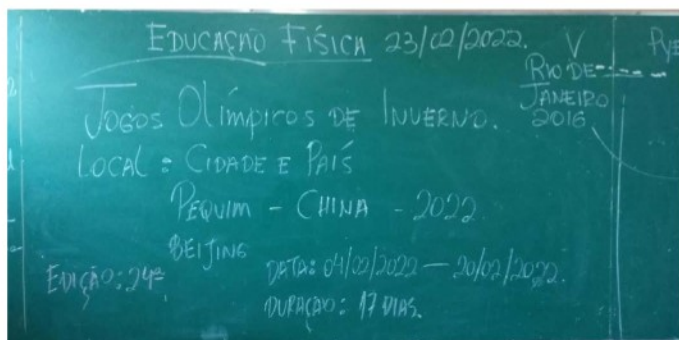 EDUCAÇÃO FÍSICA 23/02/2022.
V
RIO DE
JANEIRO
2016
JOGOS OLÍMPICOS DE INVERNO.
LOCAL: CIDADE E PAÍS
PEQUIM - CHINA - 2022
BEIJING
EDIÇÃO: 24ª
DATA: 04/02/2022 — 20/02/2022.
DURAÇÃO: 17 DIAS.